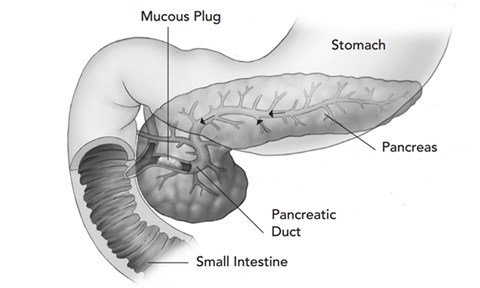 Mucous Plug
Stomach
Pancreas
Pancreatic
Duct
Small Intestine